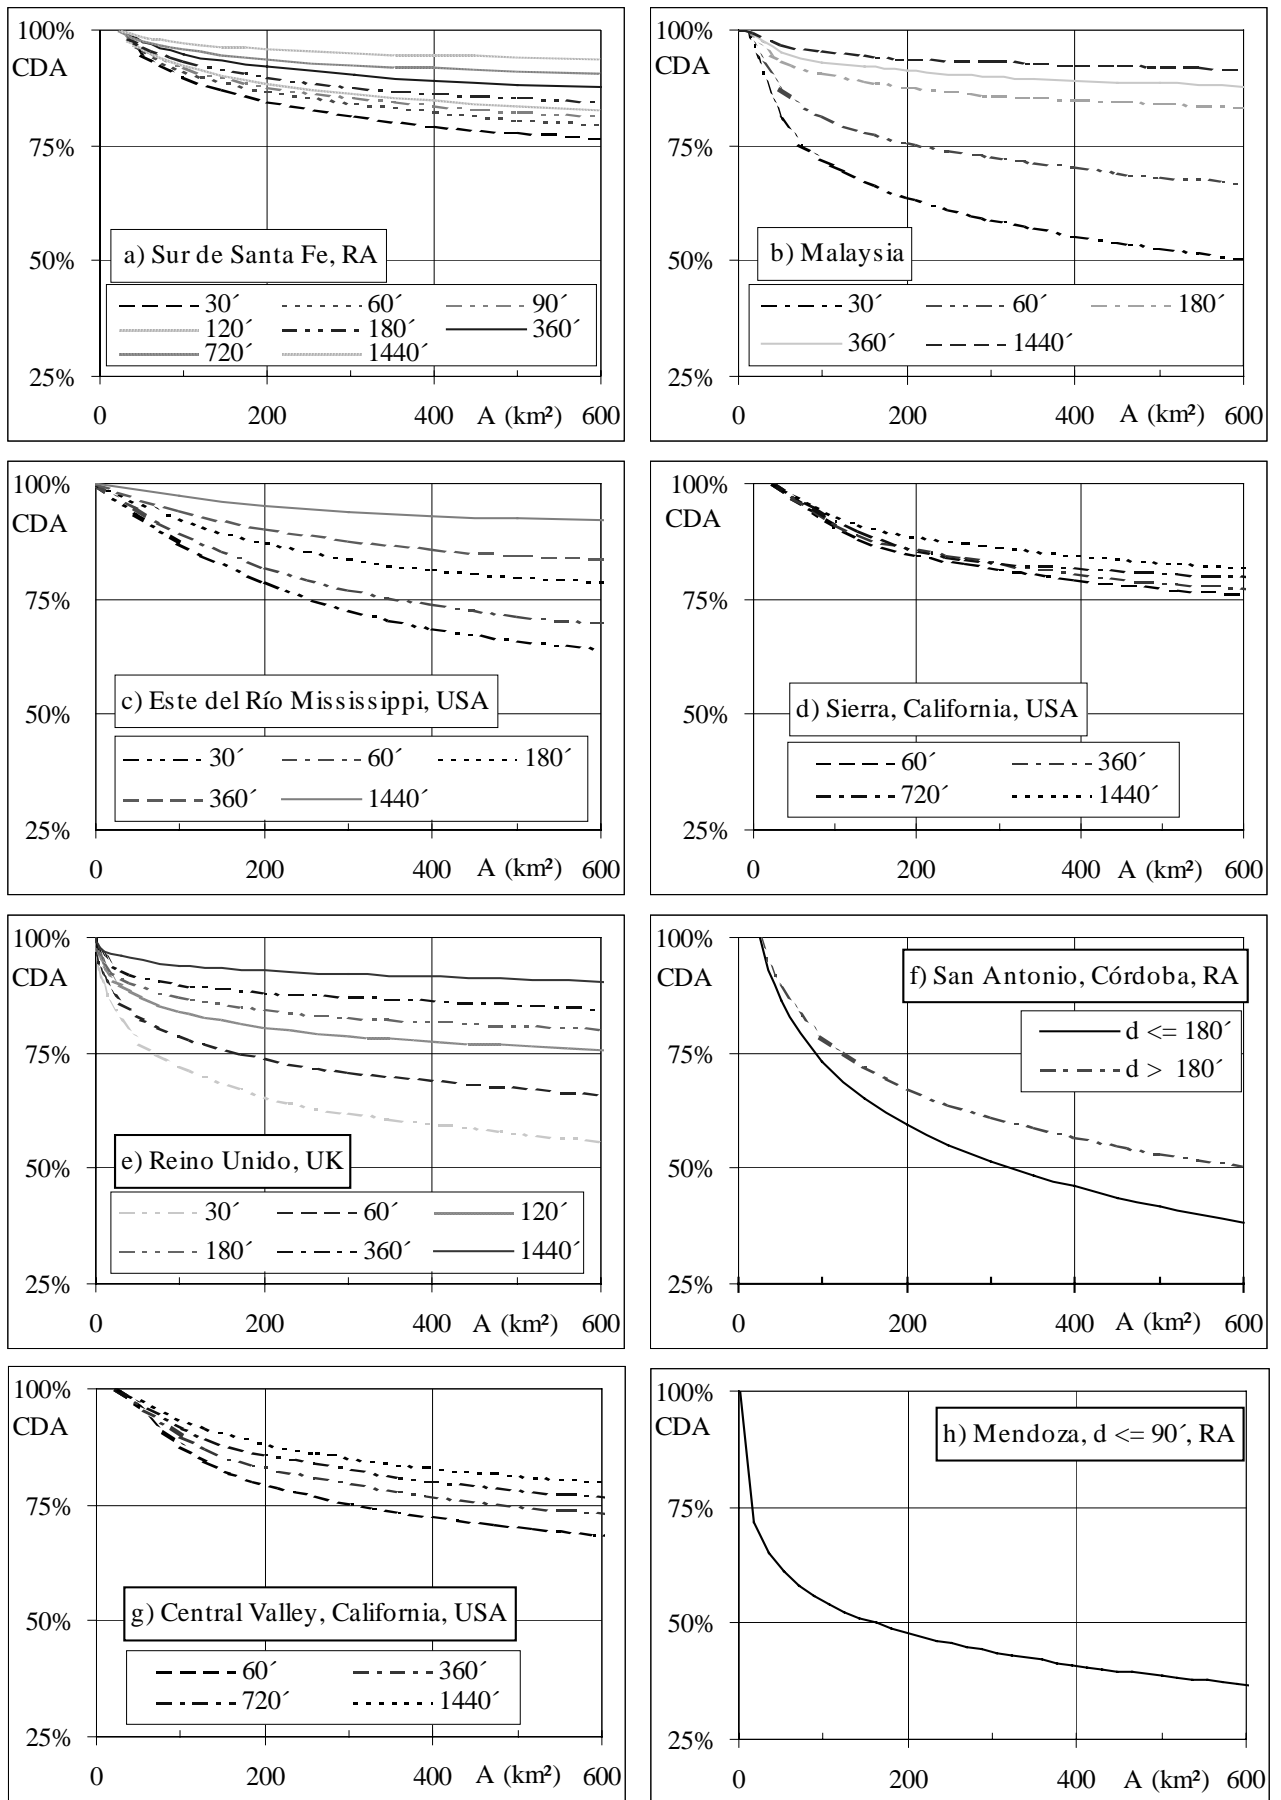 100%
CDA
75%
50%
25%
a) Sur de Santa Fe, RA
30´ 60´ 90´
120´ 180´ 360´
720´ 1440´
0 200 400 A (km²) 600
100%
CDA
75%
50%
25%
b) Malaysia
30´ 60´ 180´
360´ 1440´
0 200 400 A (km²) 600
100%
CDA
75%
50%
25%
c) Este del Río Mississippi, USA
30´ 60´ 180´
360´ 1440´
0 200 400 A (km²) 600
100%
CDA
75%
50%
25%
d) Sierra, California, USA
60´ 360´
720´ 1440´
0 200 400 A (km²) 600
100%
CDA
75%
50%
25%
e) Reino Unido, UK
30´ 60´ 120´
180´ 360´ 1440´
0 200 400 A (km²) 600
100%
CDA
75%
50%
25%
f) San Antonio, Córdoba, RA
d <= 180´
d > 180´
0 200 400 A (km²) 600
100%
CDA
75%
50%
25%
g) Central Valley, California, USA
60´ 360´
720´ 1440´
0 200 400 A (km²) 600
100%
CDA
75%
50%
25%
h) Mendoza, d <= 90´, RA
0 200 400 A (km²) 600